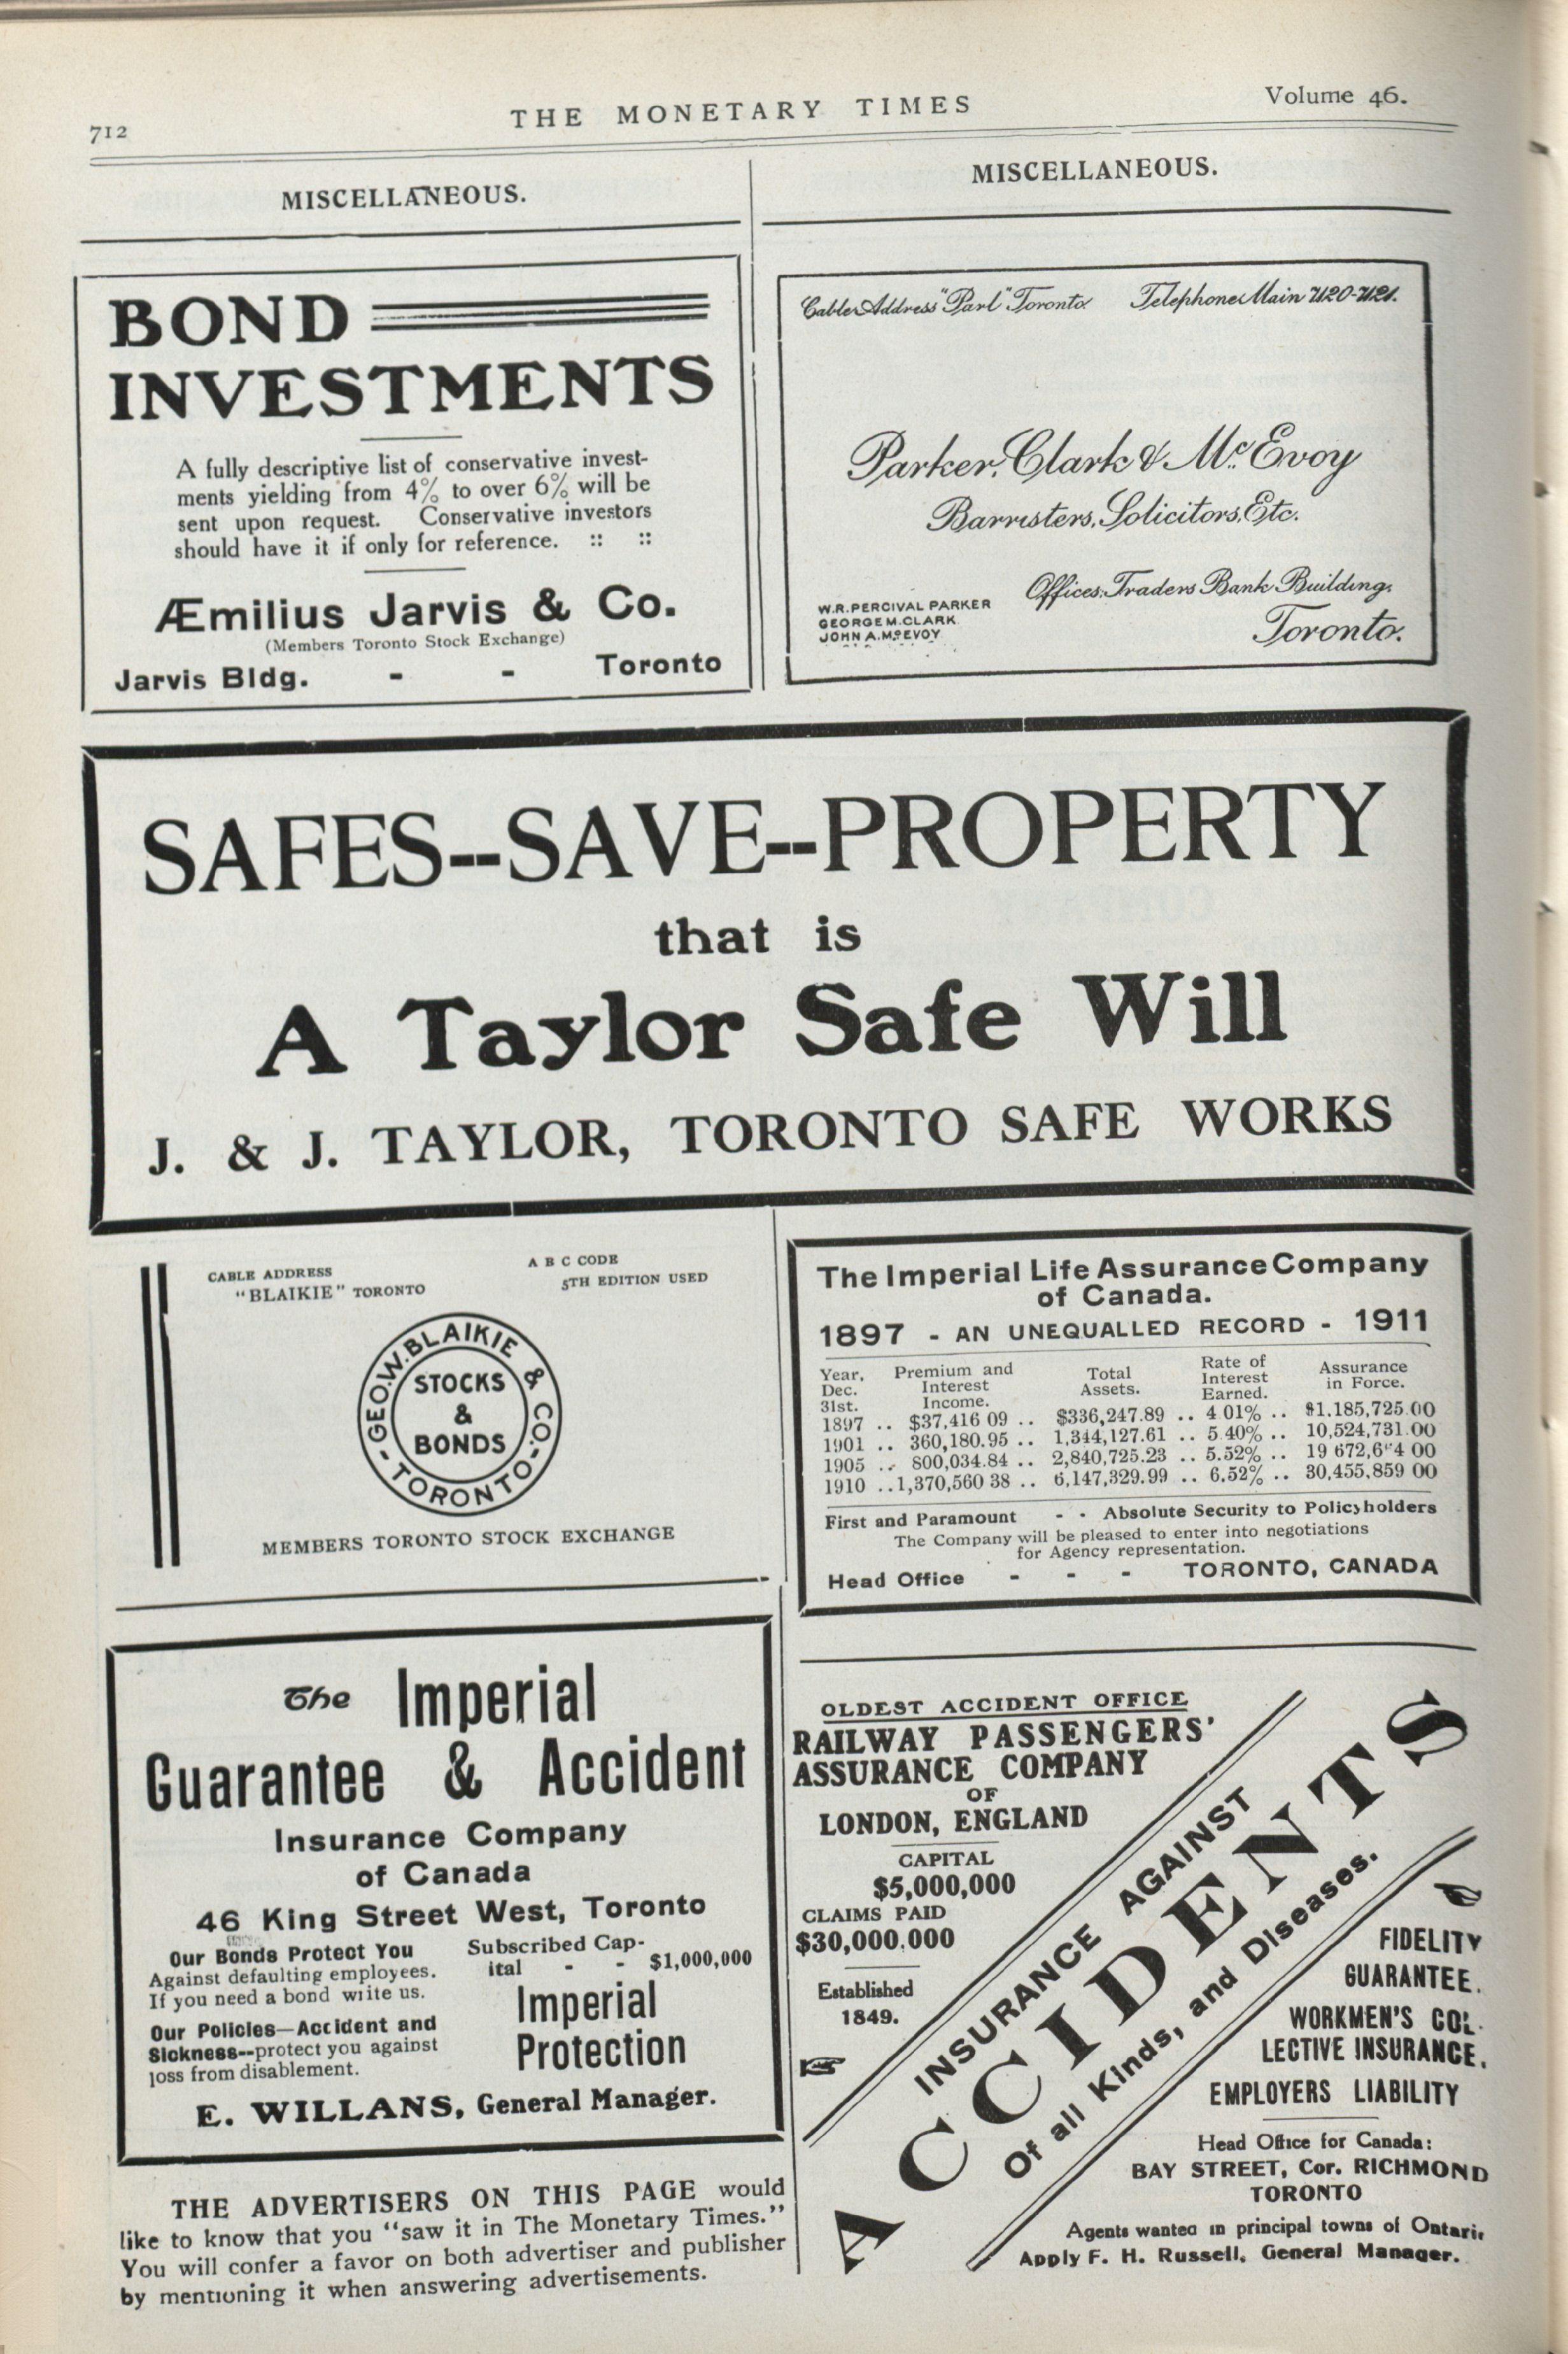 712
THE MONETARY TIMES
Volume 46.
MISCELLANEOUS.
BOND
INVESTMENTS
A fully descriptive list of conservative invest-
ments yielding from 4% to over 6% will be
sent upon request. Conservative investors
should have it if only for reference. :: ::
Æmilius Jarvis & Co.
(Members Toronto Stock Exchange)
Jarvis Bldg. - - Toronto
MISCELLANEOUS.
Cable Address "Parl" Toronto. Telephones Main 7120-7121.
Parker, Clark & McEvoy
Barristers, Solicitors, Etc.
Offices: Traders Bank Building,
Toronto.
W. R. PERCIVAL PARKER
GEORGE M. CLARK
JOHN A. McEVOY
SAFES--SAVE--PROPERTY
that is
A Taylor Safe Will
J. & J. TAYLOR, TORONTO SAFE WORKS
CABLE ADDRESS
"BLAIKIE" TORONTO
A B C CODE
5TH EDITION USED
GEO.W.BLAIKIE & CO.
STOCKS
&
BONDS
-TORONTO-
MEMBERS TORONTO STOCK EXCHANGE
The Imperial Life Assurance Company
of Canada.
1897 - AN UNEQUALLED RECORD - 1911
Year, Dec. 31st. Premium and Interest Income. Total Assets. Rate of Interest Earned. Assurance in Force.
1897 .. $37,416 09 .. $336,247.89 .. 4 01% .. $1,185,725.00
1901 .. 360,180.95 .. 1,344,127.61 .. 5.40% .. 10,524,731.00
1905 .. 800,034.84 .. 2,840,725.23 .. 5.52% ..
1910 ..1,370,560 38 .. 6,147,329.99 .. 6.52% .. 30,455,859 00
First and Paramount - - Absolute Security to Policyholders
The Company will be pleased to enter into negotiations
for Agency representation.
Head Office - - - TORONTO, CANADA
The Imperial
Guarantee & Accident
Insurance Company
of Canada
46 King Street West, Toronto
Our Bonds Protect You
Against defaulting employees.
If you need a bond write us.
Our Policies—Accident and
Sickness--protect you against
loss from disablement.
Subscribed Cap-
ital - - $1,000,000
Imperial
Protection
E. WILLANS, General Manager.
THE ADVERTISERS ON THIS PAGE would
like to know that you "saw it in The Monetary Times."
You will confer a favor on both advertiser and publisher
by mentioning it when answering advertisements.
OLDEST ACCIDENT OFFICE
RAILWAY PASSENGERS'
ASSURANCE COMPANY
OF
LONDON, ENGLAND
CAPITAL
$5,000,000
CLAIMS PAID
$30,000,000
Established
1849.
INSURANCE AGAINST
ACCIDENTS
Of all Kinds, and Diseases.
FIDELITY
GUARANTEE.
WORKMEN'S COL-
LECTIVE INSURANCE,
EMPLOYERS LIABILITY
Head Office for Canada:
BAY STREET, Cor. RICHMOND
TORONTO
Agents wanted in principal towns of Ontario
Apply F. H. Russell, General Manager.